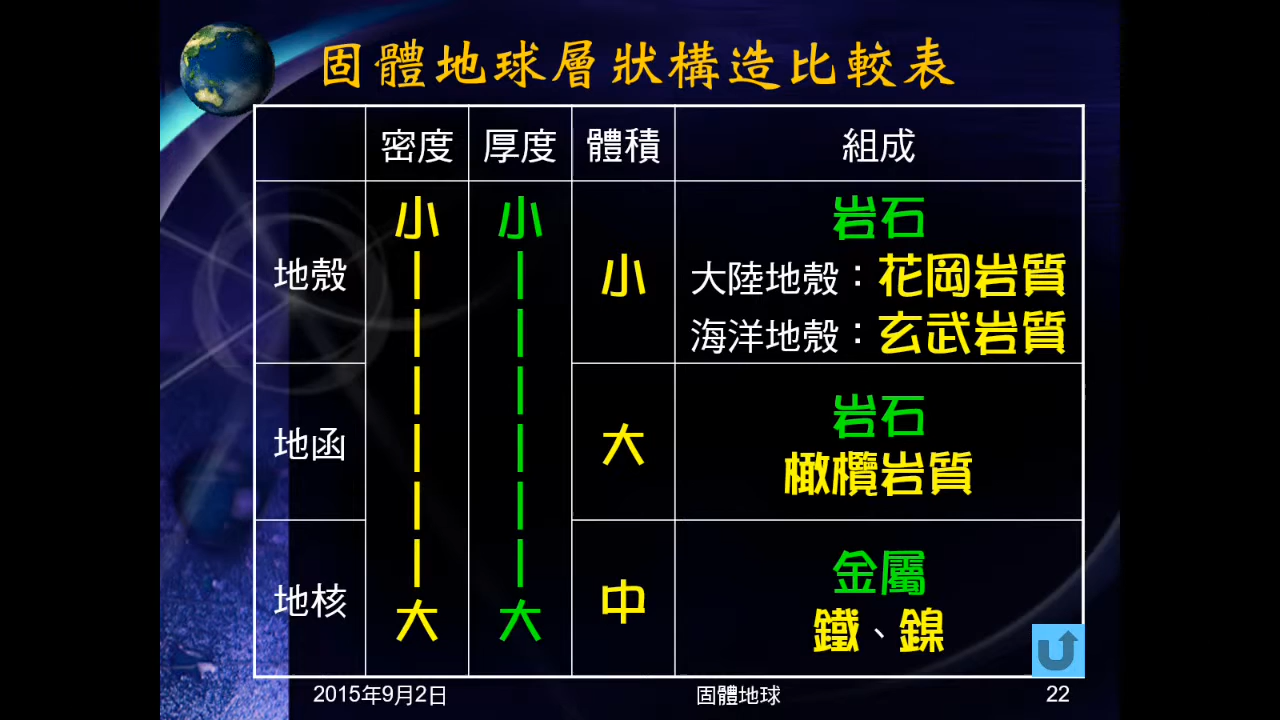 固體地球層狀構造比較表
密度 厚度 體積 組成
地殼 小 小 小 岩石
大陸地殼：花岡岩質
海洋地殼：玄武岩質
地函 大 岩石
橄欖岩質
地核 大 大 中 金屬
鐵、鎳
2015年9月2日 固體地球 22